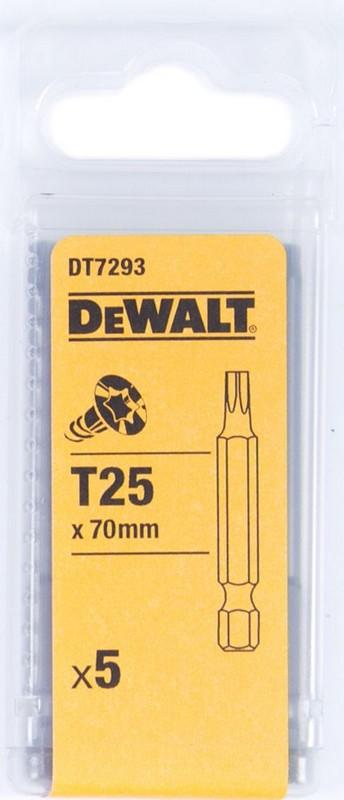 DT7293
DEWALT®
T25
x 70mm
x5